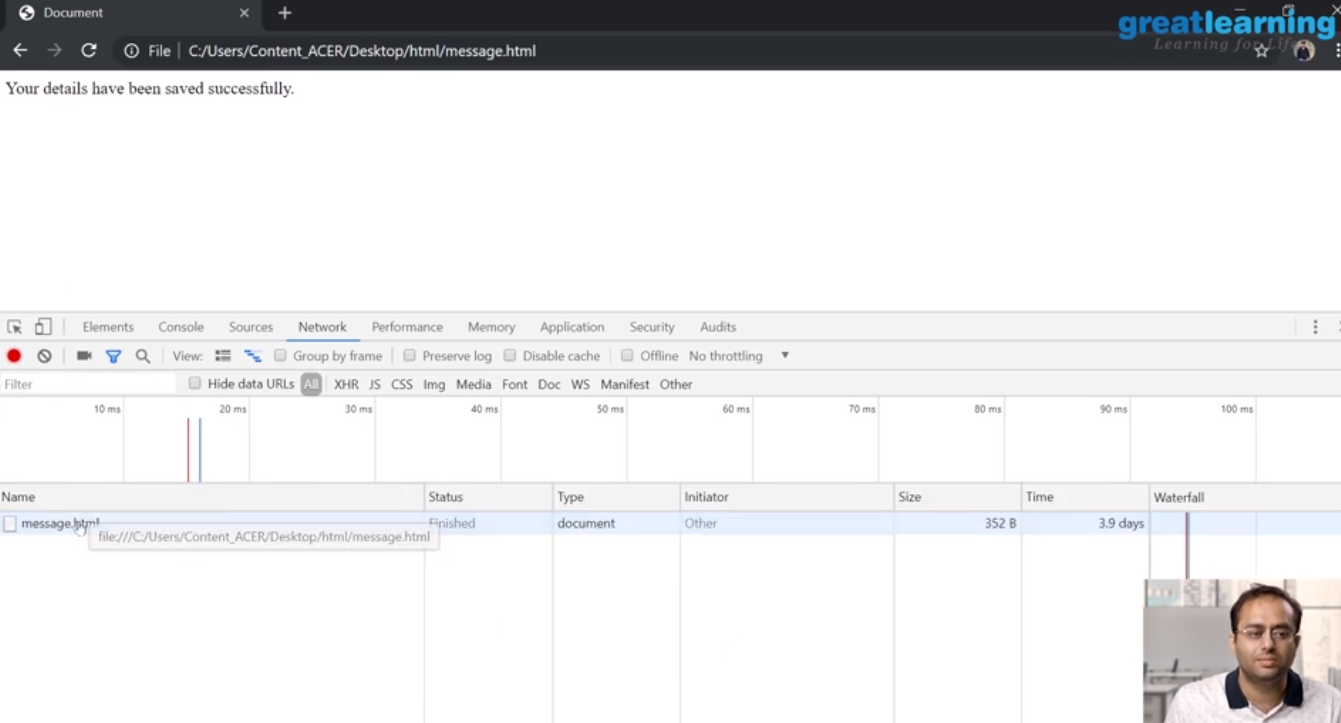 Document
greatlearning
Learning for Life
File C:/Users/Content_ACER/Desktop/html/message.html
Your details have been saved successfully.
Elements Console Sources Network Performance Memory Application Security Audits
View: Group by frame Preserve log Disable cache Offline No throttling
Filter Hide data URLs All XHR JS CSS Img Media Font Doc WS Manifest Other
10 ms 20 ms 30 ms 40 ms 50 ms 60 ms 70 ms 80 ms 90 ms 100 ms
Name Status Type Initiator Size Time Waterfall
message.html Finished document Other 352 B 3.9 days
file:///C:/Users/Content_ACER/Desktop/html/message.html